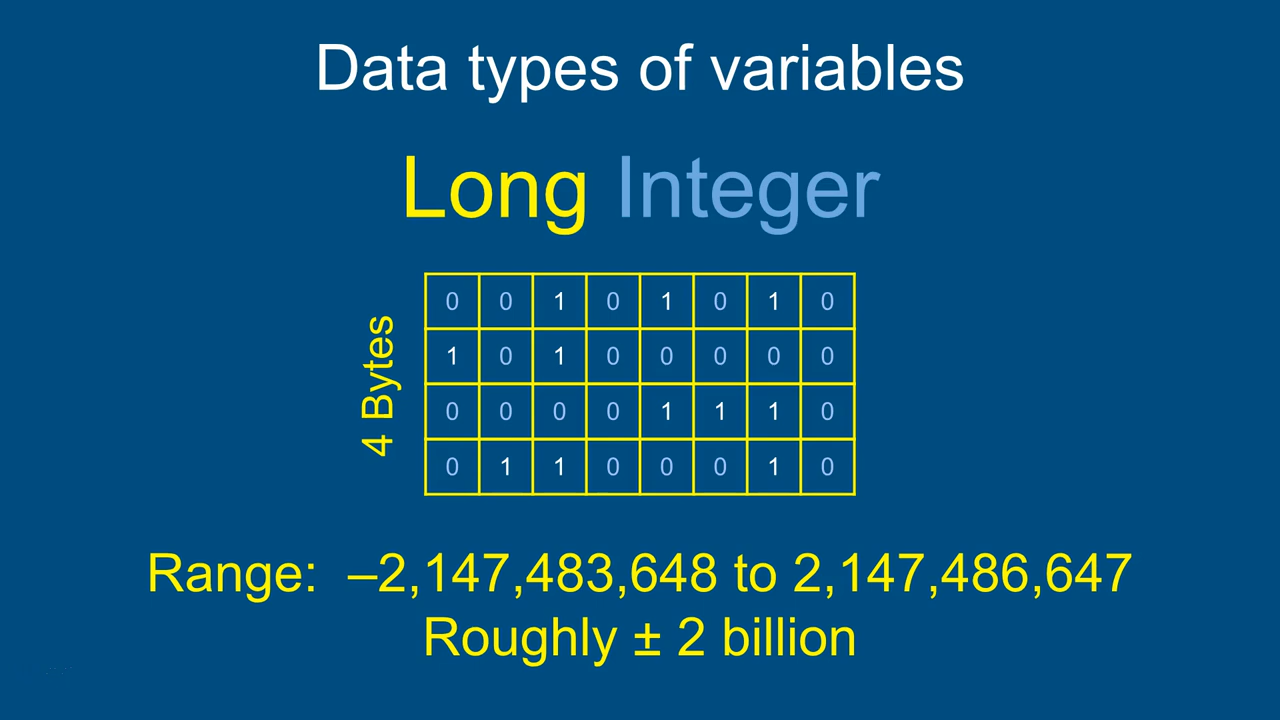 Data types of variables
Long Integer
4 Bytes
0 0 1 0 1 0 1 0
1 0 1 0 0 0 0 0
0 0 0 0 1 1 1 0
0 1 1 0 0 0 1 0
Range: –2,147,483,648 to 2,147,486,647
Roughly ± 2 billion